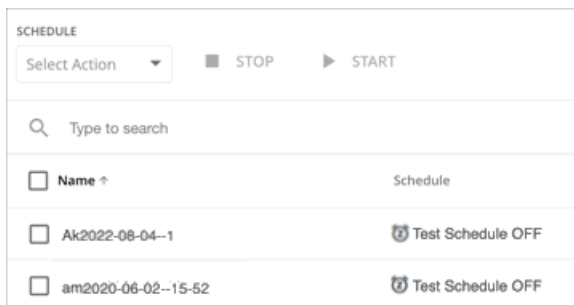 SCHEDULE
Select Action STOP START
Type to search
Name ↑ Schedule
Ak2022-08-04--1 Test Schedule OFF
am2020-06-02--15-52 Test Schedule OFF